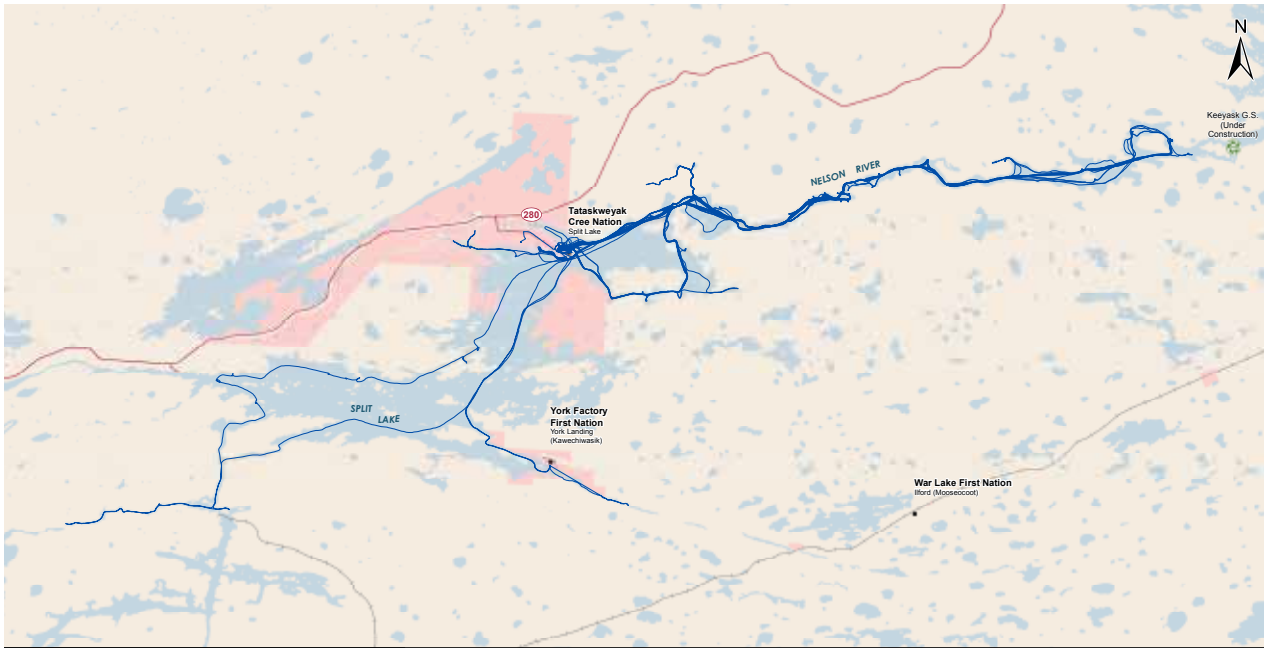 N
Keeyask G.S.
(Under
Construction)
NELSON RIVER
280
Tataskweyak
Cree Nation
Split Lake
SPLIT
LAKE
York Factory
First Nation
York Landing
(Kawechiwasik)
War Lake First Nation
Ilford (Mooseocoot)